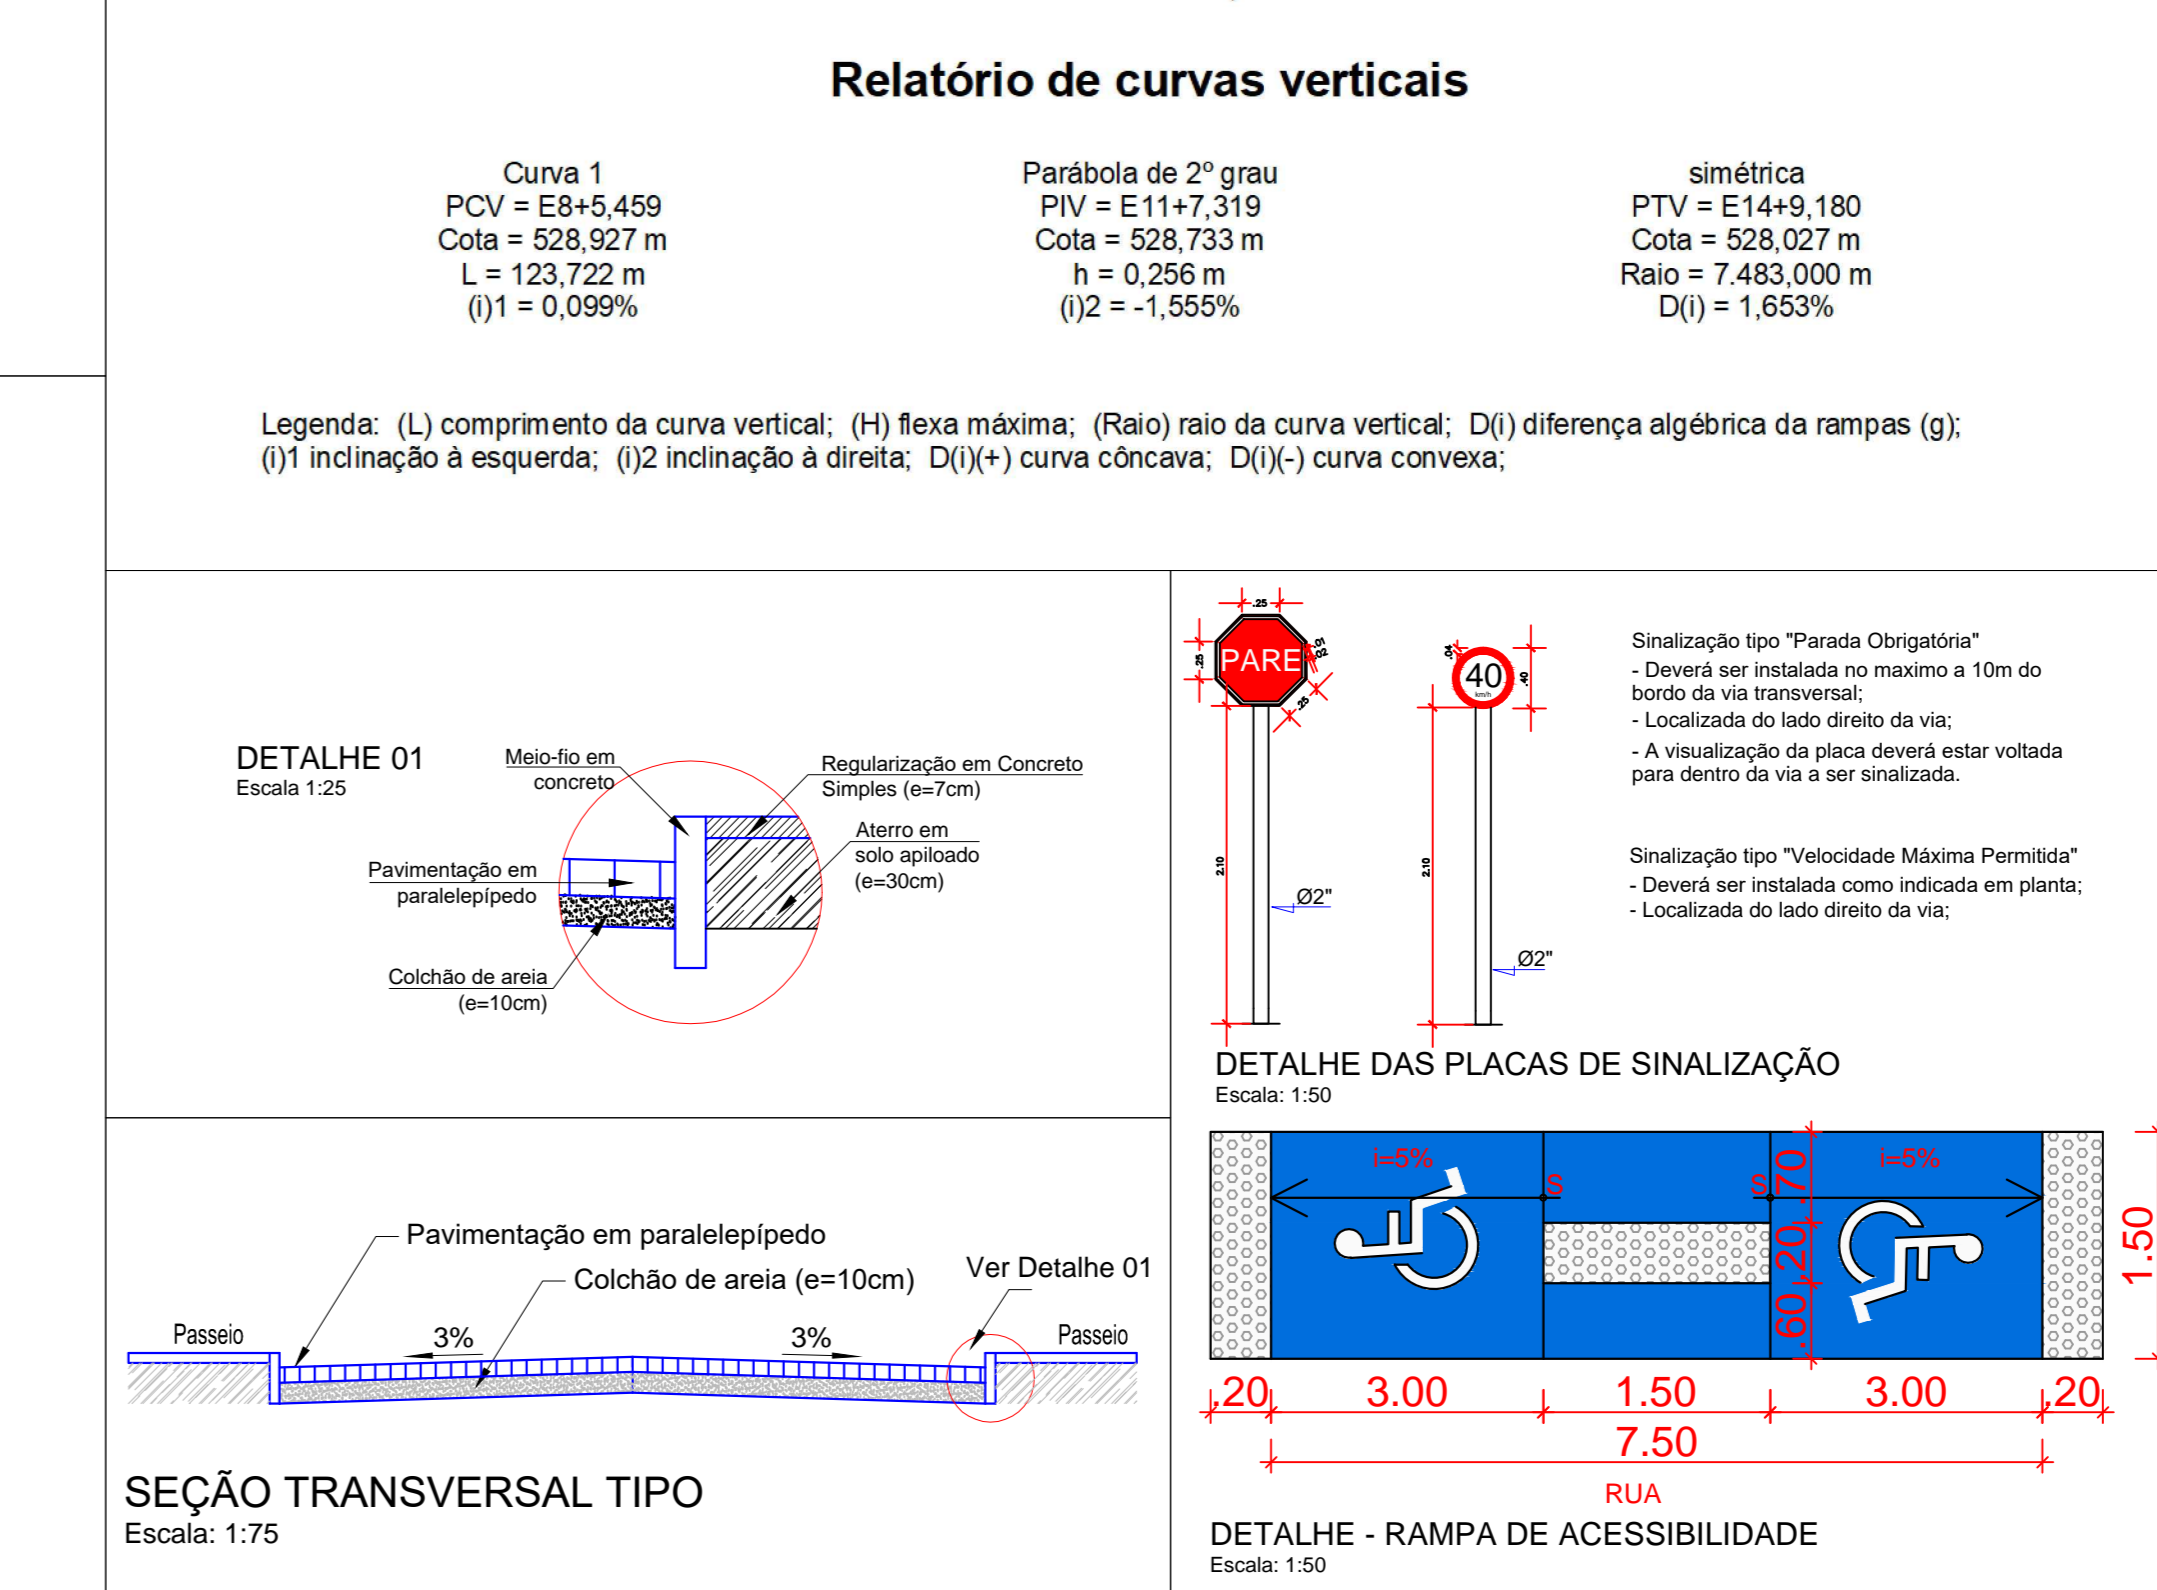 Relatório de curvas verticais
Curva 1
PCV = E8+5,459
Cota = 528,927 m
L = 123,722 m
(i)1 = 0,099%
Parábola de 2º grau
PIV = E11+7,319
Cota = 528,733 m
h = 0,256 m
(i)2 = -1,555%
simétrica
PTV = E14+9,180
Cota = 528,027 m
Raio = 7.483,000 m
D(i) = 1,653%
Legenda: (L) comprimento da curva vertical; (H) flexa máxima; (Raio) raio da curva vertical; D(i) diferença algébrica da rampas (g);
(i)1 inclinação à esquerda; (i)2 inclinação à direita; D(i)(+) curva côncava; D(i)(-) curva convexa;
DETALHE 01
Escala 1:25
Meio-fio em
concreto
Regularização em Concreto
Simples (e=7cm)
Aterro em
solo apiloado
(e=30cm)
Pavimentação em
paralelepípedo
Colchão de areia
(e=10cm)
.25
.25
PARE
.01
.02
.25
2.10
Ø2"
.04
40
km/h
.40
2.10
Ø2"
Sinalização tipo "Parada Obrigatória"
- Deverá ser instalada no maximo a 10m do
bordo da via transversal;
- Localizada do lado direito da via;
- A visualização da placa deverá estar voltada
para dentro da via a ser sinalizada.
Sinalização tipo "Velocidade Máxima Permitida"
- Deverá ser instalada como indicada em planta;
- Localizada do lado direito da via;
DETALHE DAS PLACAS DE SINALIZAÇÃO
Escala: 1:50
Pavimentação em paralelepípedo
Colchão de areia (e=10cm)
Ver Detalhe 01
Passeio
3%
3%
Passeio
SEÇÃO TRANSVERSAL TIPO
Escala: 1:75
i=5%
S
S
i=5%
.70
.20
.60
1.50
.20
3.00
1.50
3.00
.20
7.50
RUA
DETALHE - RAMPA DE ACESSIBILIDADE
Escala: 1:50